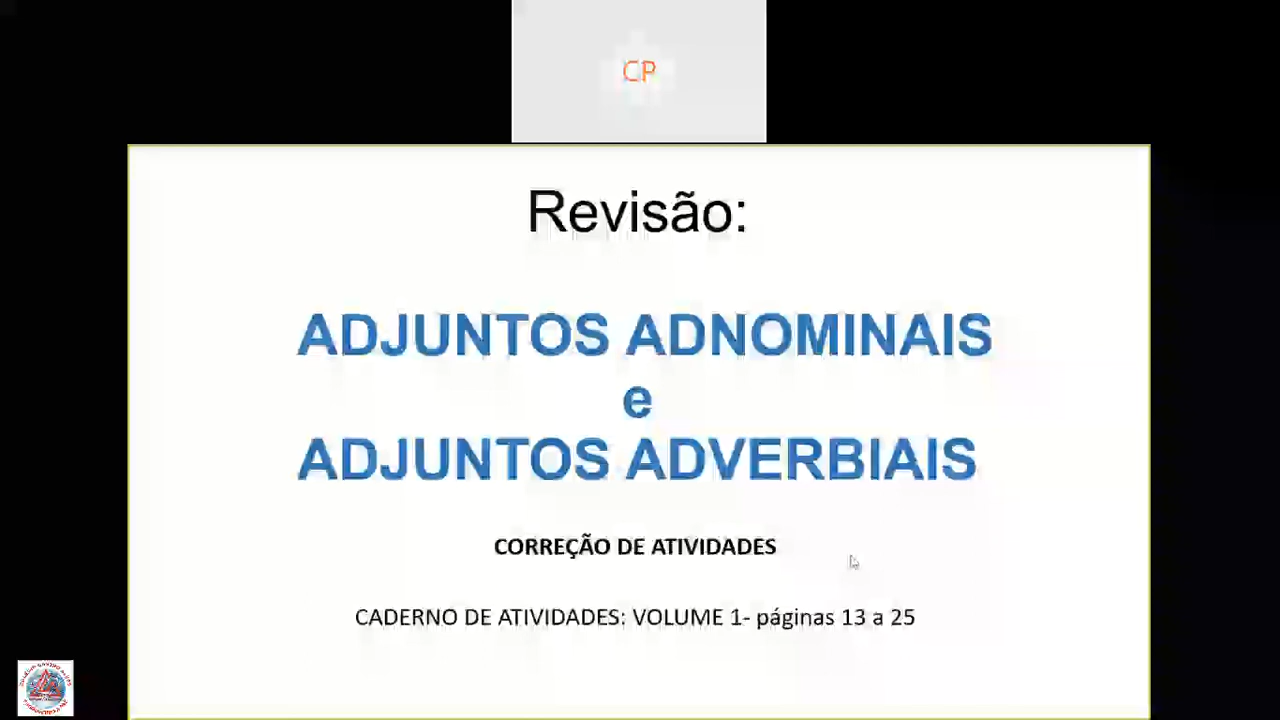 CP
Revisão:
ADJUNTOS ADNOMINAIS
e
ADJUNTOS ADVERBIAIS
CORREÇÃO DE ATIVIDADES
CADERNO DE ATIVIDADES: VOLUME 1- páginas 13 a 25